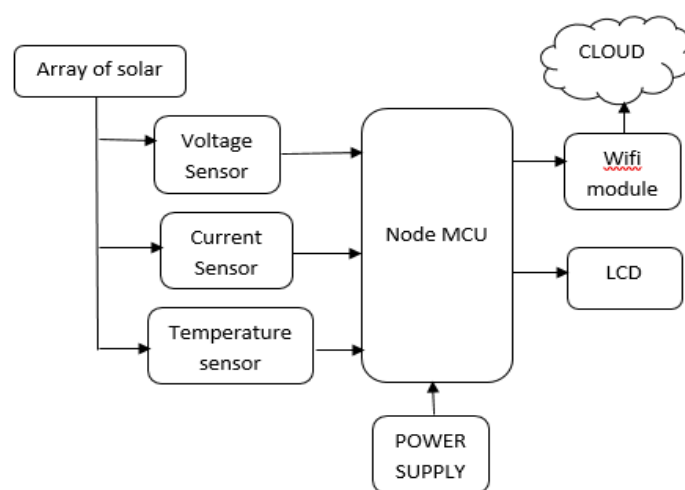 CLOUD
Array of solar
Voltage
Sensor
Wifi
module
Current
Sensor
Node MCU
LCD
Temperature
sensor
POWER
SUPPLY